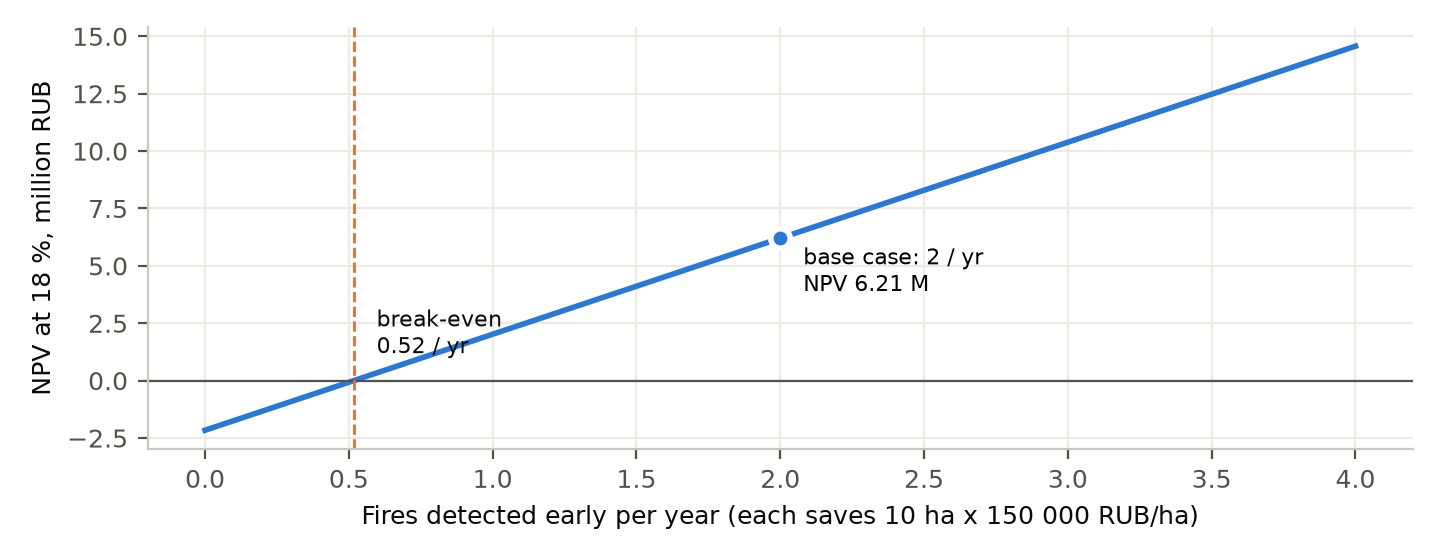 NPV at 18 %, million RUB
15.0
12.5
10.0
7.5
5.0
2.5
0.0
−2.5
base case: 2 / yr
NPV 6.21 M
break-even
0.52 / yr
0.0 0.5 1.0 1.5 2.0 2.5 3.0 3.5 4.0
Fires detected early per year (each saves 10 ha x 150 000 RUB/ha)